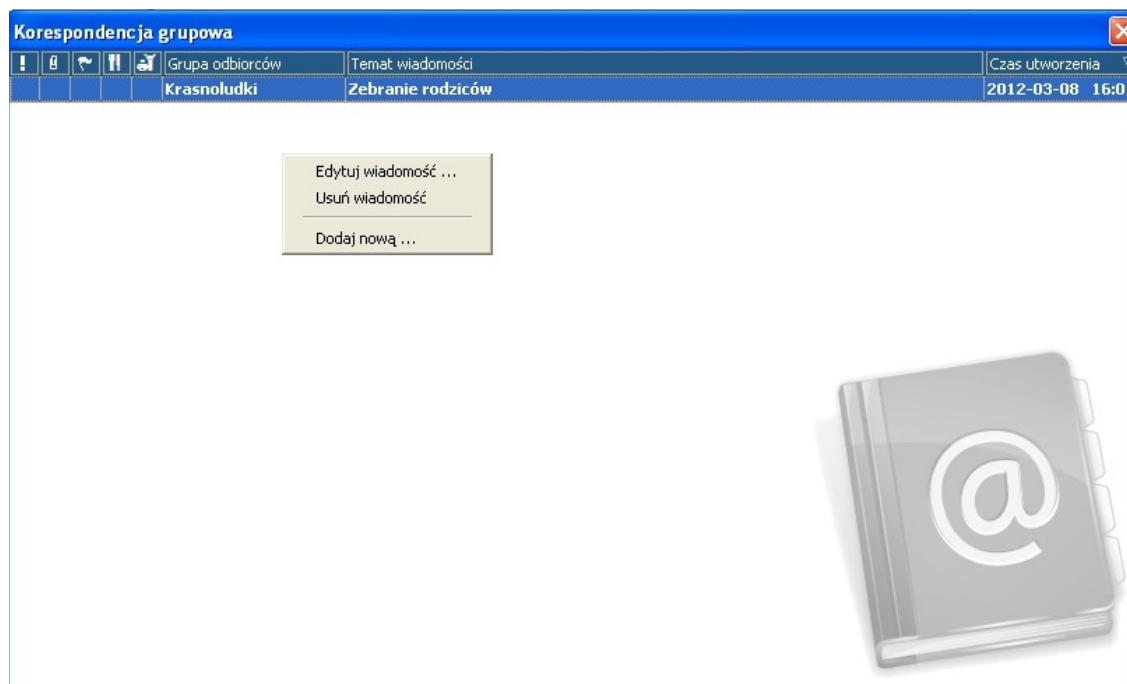 Korespondencja grupowa
! Grupa odbiorców Temat wiadomości Czas utworzenia
Krasnoludki Zebranie rodziców 2012-03-08 16:0
Edytuj wiadomość ...
Usuń wiadomość
Dodaj nową ...
@